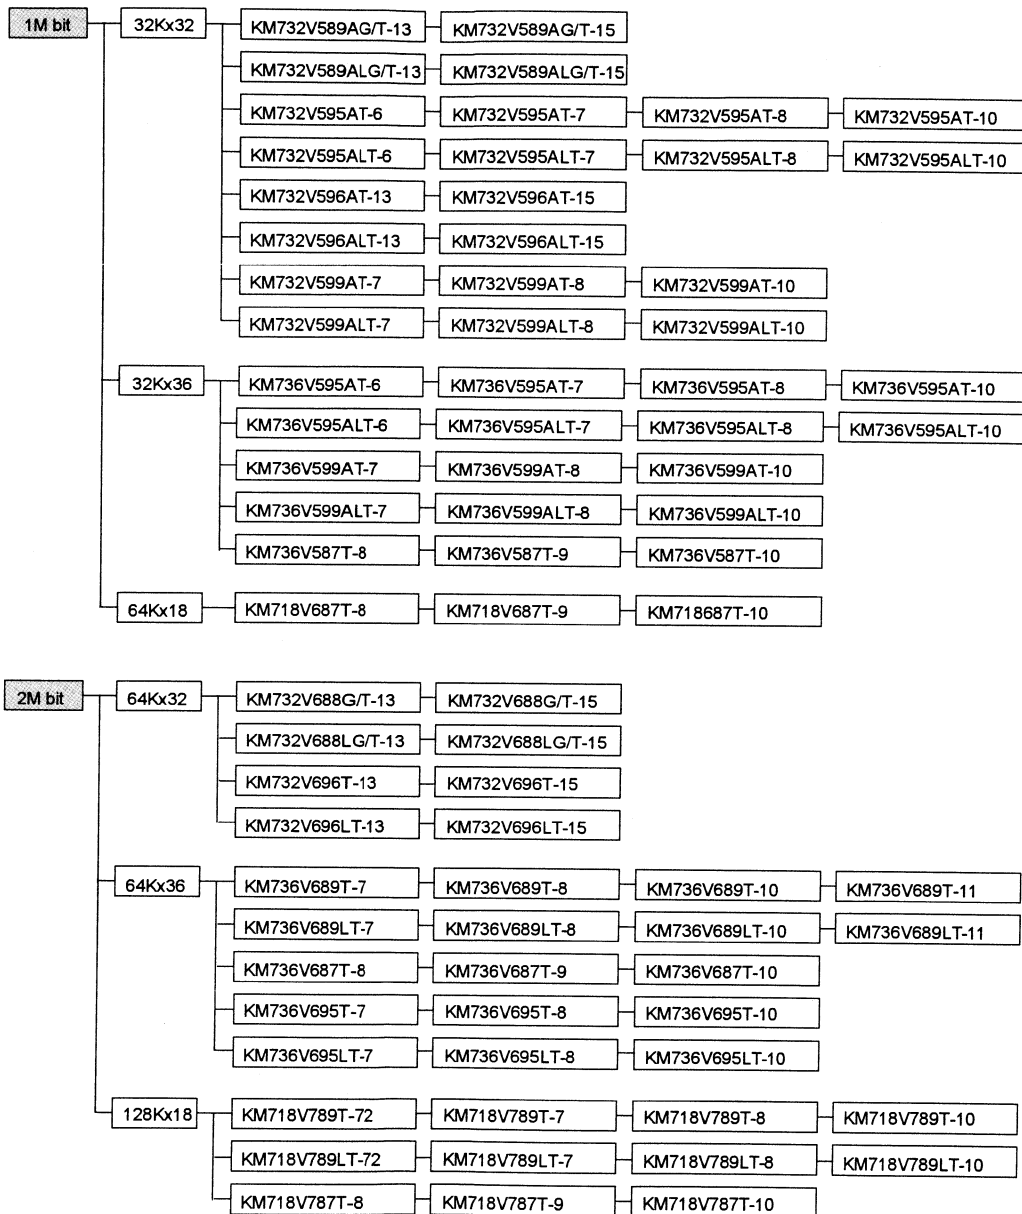 1M bit 32Kx32 KM732V589AG/T-13 KM732V589AG/T-15
KM732V589ALG/T-13 KM732V589ALG/T-15
KM732V595AT-6 KM732V595AT-7 KM732V595AT-8 KM732V595AT-10
KM732V595ALT-6 KM732V595ALT-7 KM732V595ALT-8 KM732V595ALT-10
KM732V596AT-13 KM732V596AT-15
KM732V596ALT-13 KM732V596ALT-15
KM732V599AT-7 KM732V599AT-8 KM732V599AT-10
KM732V599ALT-7 KM732V599ALT-8 KM732V599ALT-10
32Kx36 KM736V595AT-6 KM736V595AT-7 KM736V595AT-8 KM736V595AT-10
KM736V595ALT-6 KM736V595ALT-7 KM736V595ALT-8 KM736V595ALT-10
KM736V599AT-7 KM736V599AT-8 KM736V599AT-10
KM736V599ALT-7 KM736V599ALT-8 KM736V599ALT-10
KM736V587T-8 KM736V587T-9 KM736V587T-10
64Kx18 KM718V687T-8 KM718V687T-9 KM718687T-10
2M bit 64Kx32 KM732V688G/T-13 KM732V688G/T-15
KM732V688LG/T-13 KM732V688LG/T-15
KM732V696T-13 KM732V696T-15
KM732V696LT-13 KM732V696LT-15
64Kx36 KM736V689T-7 KM736V689T-8 KM736V689T-10 KM736V689T-11
KM736V689LT-7 KM736V689LT-8 KM736V689LT-10 KM736V689LT-11
KM736V687T-8 KM736V687T-9 KM736V687T-10
KM736V695T-7 KM736V695T-8 KM736V695T-10
KM736V695LT-7 KM736V695LT-8 KM736V695LT-10
128Kx18 KM718V789T-72 KM718V789T-7 KM718V789T-8 KM718V789T-10
KM718V789LT-72 KM718V789LT-7 KM718V789LT-8 KM718V789LT-10
KM718V787T-8 KM718V787T-9 KM718V787T-10